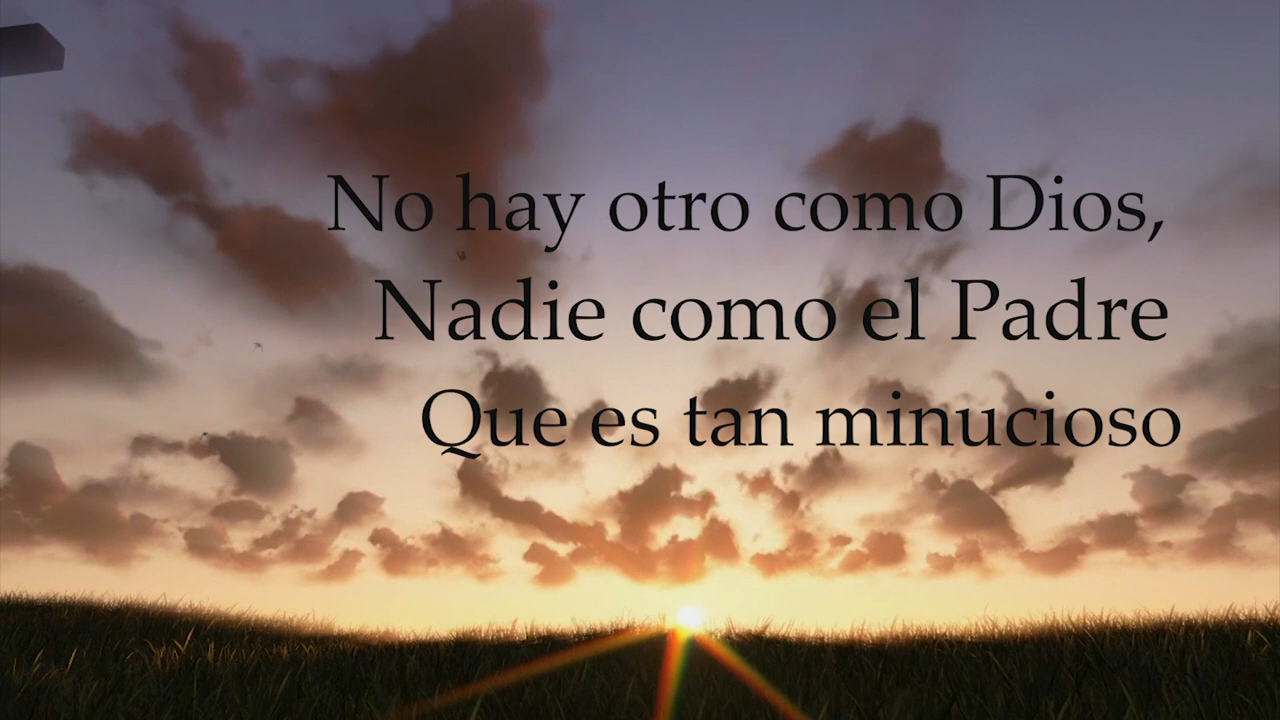 No hay otro como Dios,
Nadie como el Padre
Que es tan minucioso